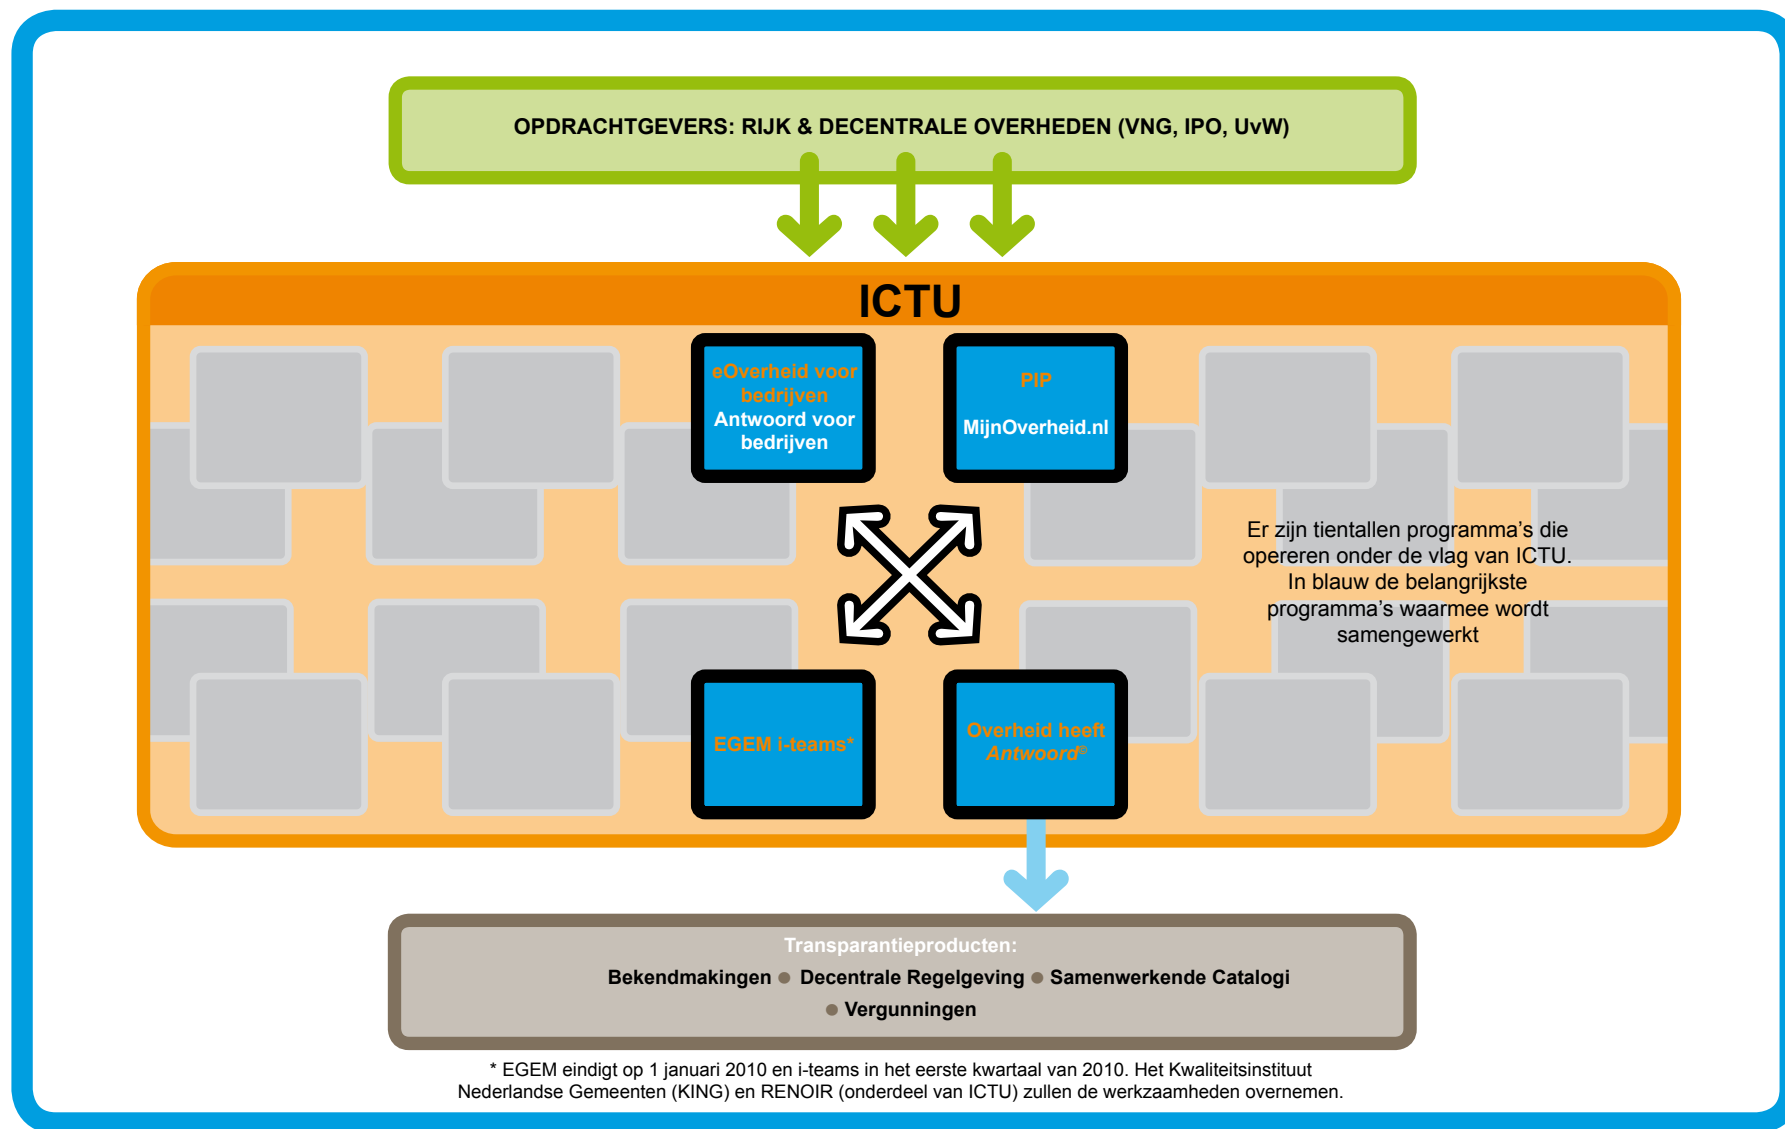 OPDRACHTGEVERS: RIJK & DECENTRALE OVERHEDEN (VNG, IPO, UvW)
ICTU
eOverheid voor
bedrijven
Antwoord voor
bedrijven
PIP
MijnOverheid.nl
Er zijn tientallen programma’s die
opereren onder de vlag van ICTU.
In blauw de belangrijkste
programma’s waarmee wordt
samengewerkt
EGEM i-teams*
Overheid heeft
Antwoord©
Transparantieproducten:
Bekendmakingen ● Decentrale Regelgeving ● Samenwerkende Catalogi
● Vergunningen
* EGEM eindigt op 1 januari 2010 en i-teams in het eerste kwartaal van 2010. Het Kwaliteitsinstituut
Nederlandse Gemeenten (KING) en RENOIR (onderdeel van ICTU) zullen de werkzaamheden overnemen.